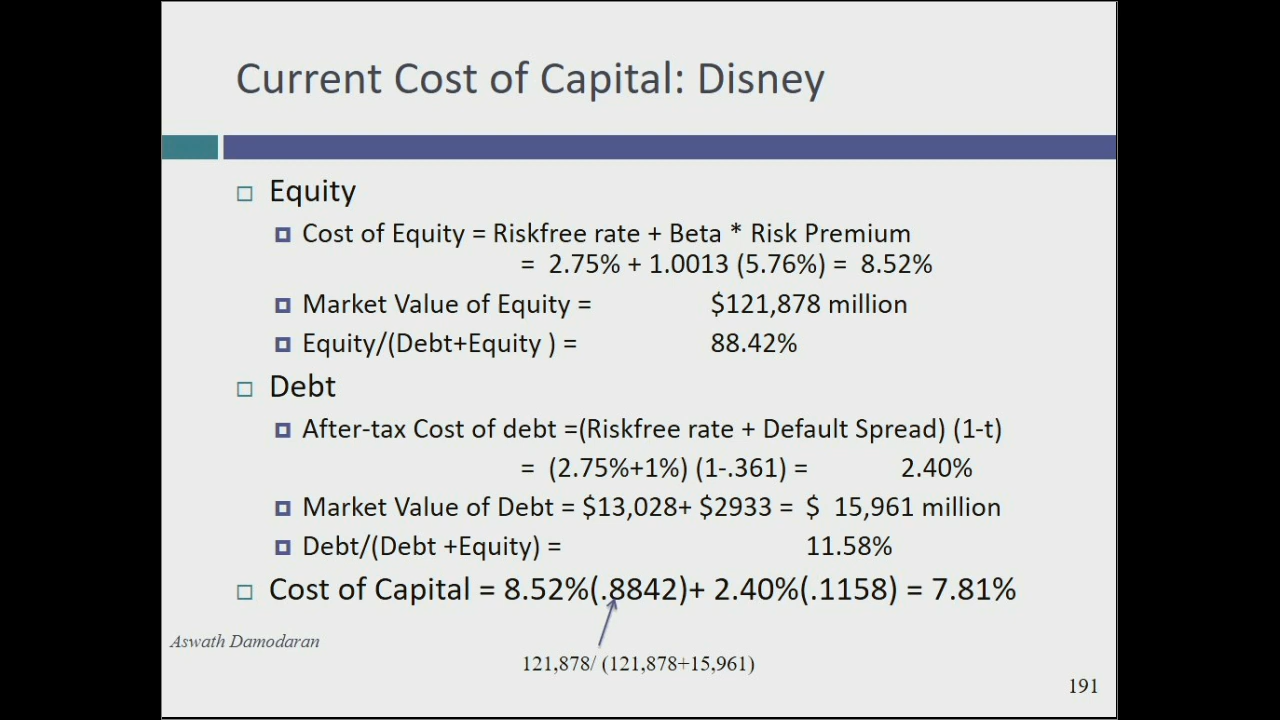 Current Cost of Capital: Disney
Equity
Cost of Equity = Riskfree rate + Beta * Risk Premium
= 2.75% + 1.0013 (5.76%) = 8.52%
Market Value of Equity = $121,878 million
Equity/(Debt+Equity ) = 88.42%
Debt
After-tax Cost of debt =(Riskfree rate + Default Spread) (1-t)
= (2.75%+1%) (1-.361) = 2.40%
Market Value of Debt = $13,028+ $2933 = $ 15,961 million
Debt/(Debt +Equity) = 11.58%
Cost of Capital = 8.52%(.8842)+ 2.40%(.1158) = 7.81%
Aswath Damodaran
121,878/ (121,878+15,961)
191